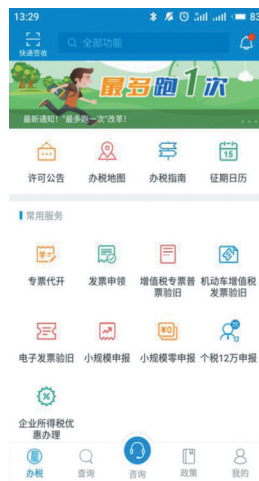 13:29
83
快递签收
全部功能
最多跑1次
最新通知！“最多跑一次”改革！
许可公告
办税地图
办税指南
15
征期日历
常用服务
专票代开
发票申领
增值税专票普
票验旧
机动车增值税
发票验旧
电子发票验旧
小规模申报
小规模零申报
12
个税12万申报
企业所得税优
惠办理
办税
查询
咨询
政策
我的